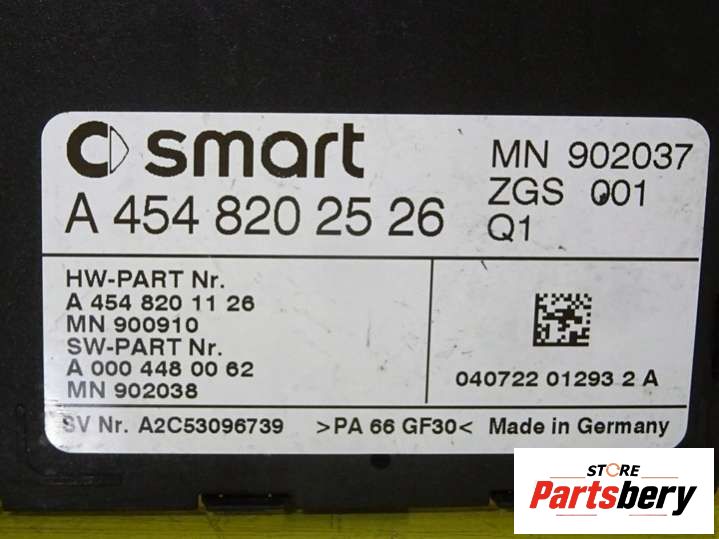 smart
MN 902037
A 454 820 25 26
ZGS 001
Q1
HW-PART Nr.
A 454 820 11 26
MN 900910
SW-PART Nr.
A 000 448 00 62
MN 902038
040722 01293 2 A
SV Nr. A2C53096739 >PA 66 GF30< Made in Germany
STORE
Partsbery